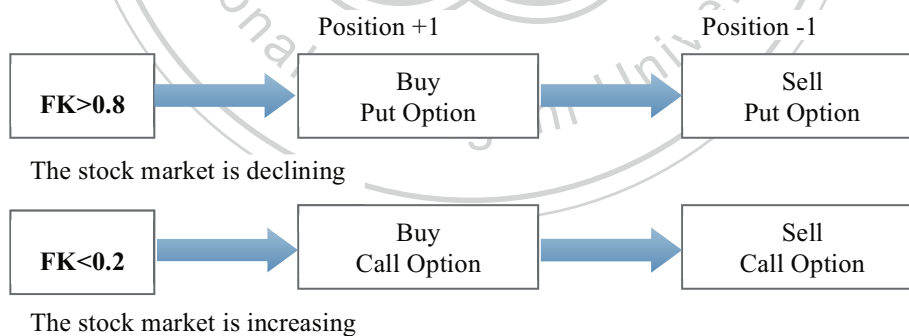 Position +1
Position -1
FK>0.8
Buy
Put Option
Sell
Put Option
The stock market is declining
FK<0.2
Buy
Call Option
Sell
Call Option
The stock market is increasing